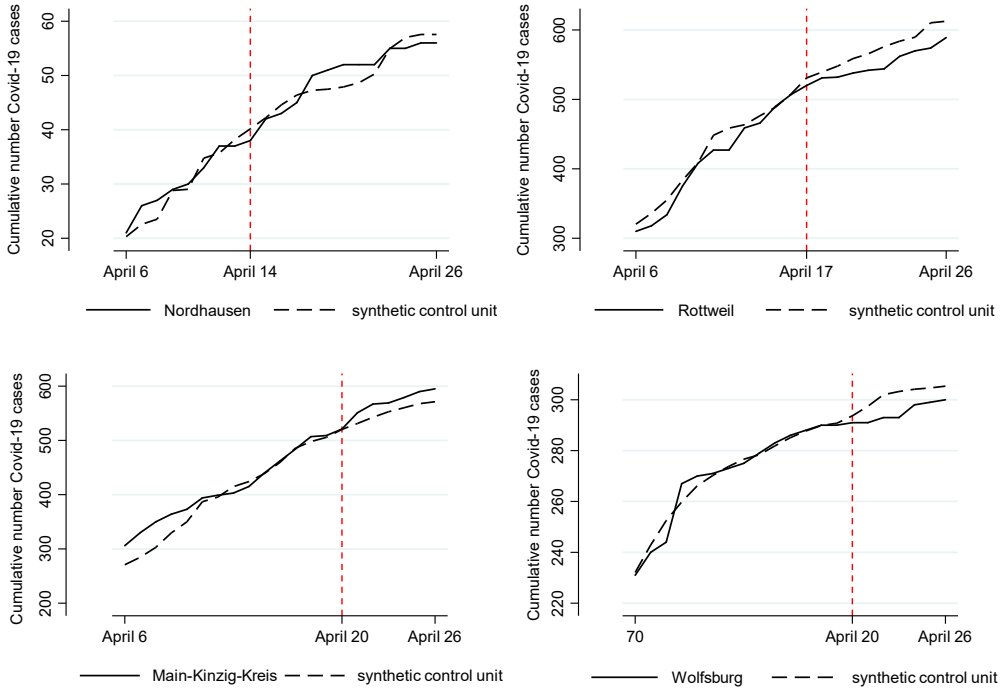 Cumulative number Covid-19 cases
60
50
40
30
20
April 6
April 14
April 26
Nordhausen
synthetic control unit
Cumulative number Covid-19 cases
600
500
400
300
April 6
April 17
April 26
Rottweil
synthetic control unit
Cumulative number Covid-19 cases
600
500
400
300
200
April 6
April 20
April 26
Main-Kinzig-Kreis
synthetic control unit
Cumulative number Covid-19 cases
300
280
260
240
220
70
April 20
April 26
Wolfsburg
synthetic control unit